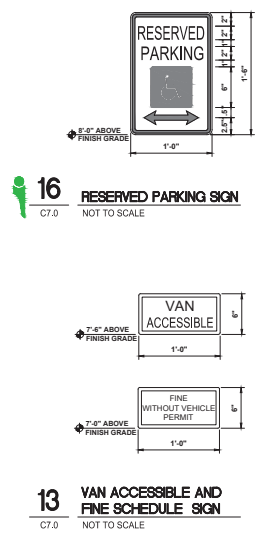 RESERVED
PARKING
2"
1" 2"
1" 2"
1"
6"
.5"
2.5"
1'-6"
8'-0" ABOVE
FINISH GRADE
1'-0"
16 RESERVED PARKING SIGN
C7.0 NOT TO SCALE
VAN
ACCESSIBLE
6"
7'-6" ABOVE
FINISH GRADE
1'-0"
FINE
WITHOUT VEHICLE
PERMIT
6"
7'-0" ABOVE
FINISH GRADE
1'-0"
13 VAN ACCESSIBLE AND
FINE SCHEDULE SIGN
C7.0 NOT TO SCALE